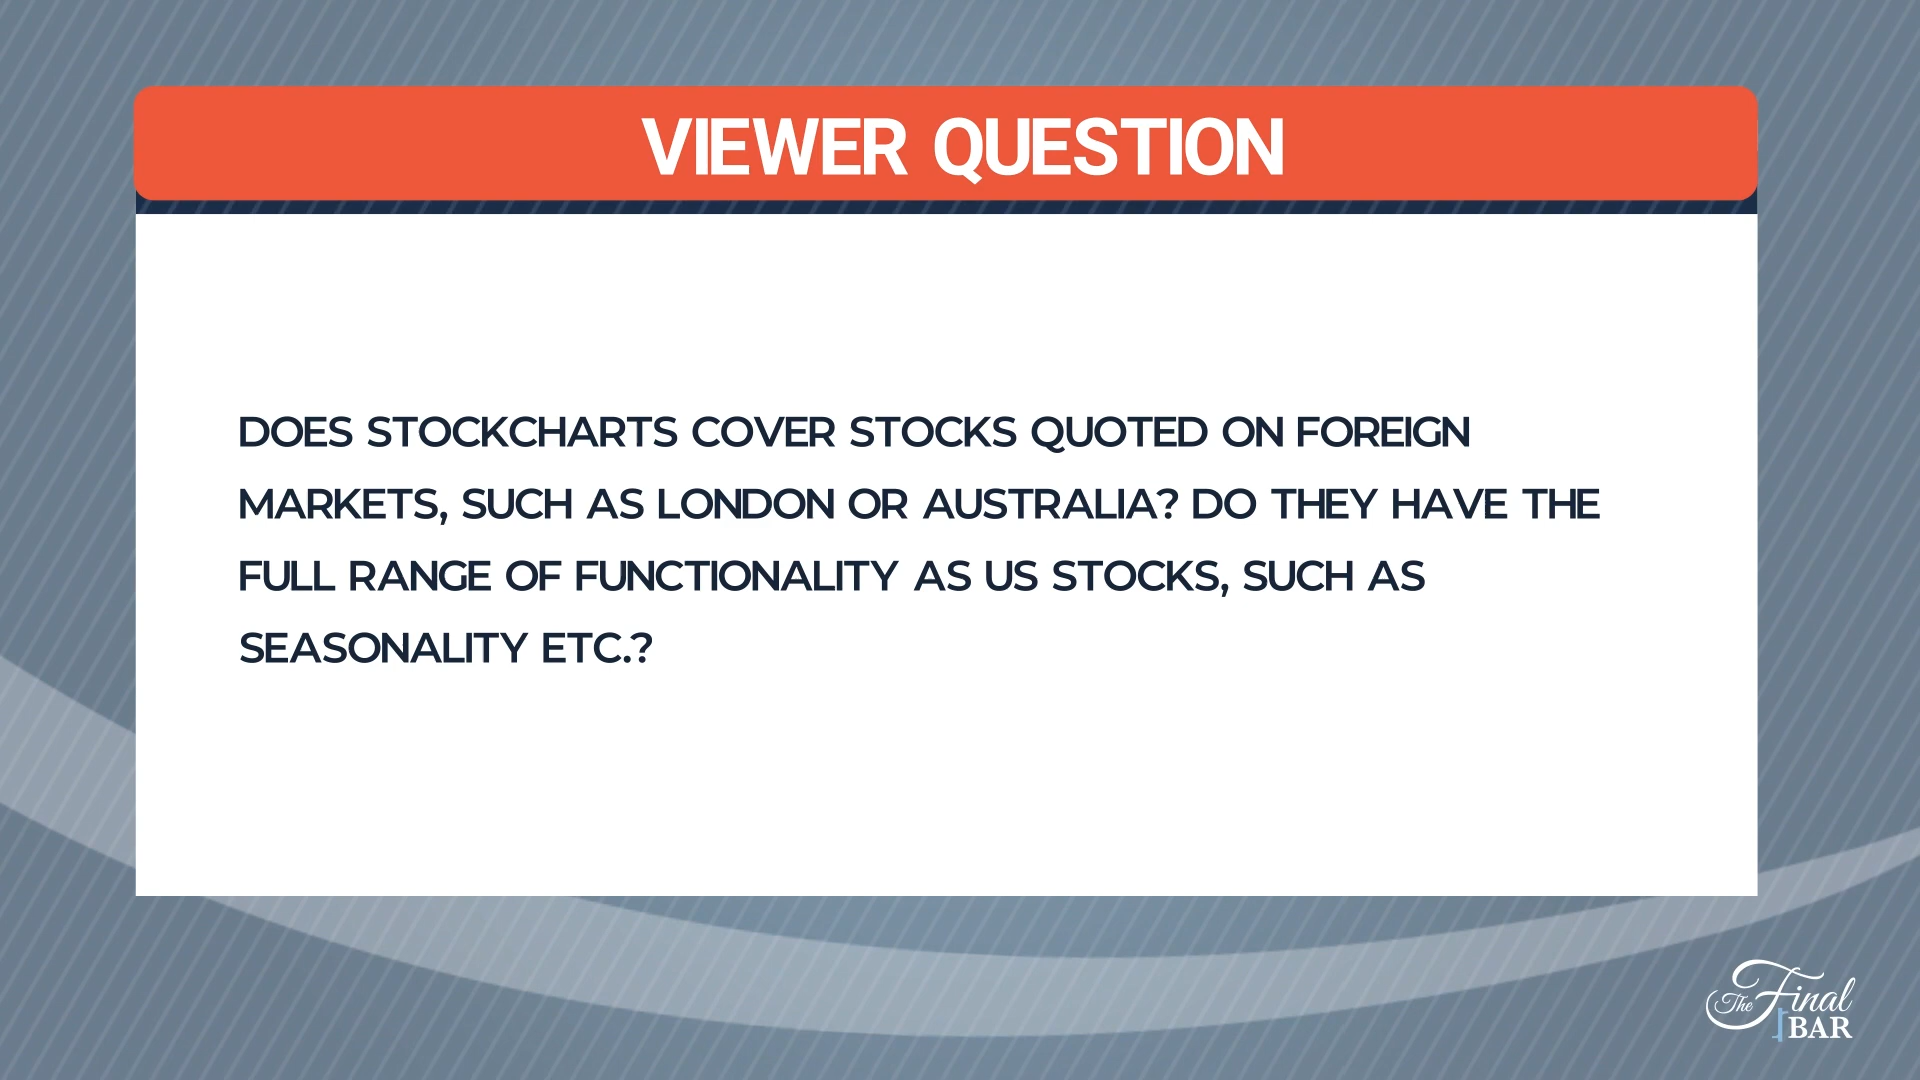 VIEWER QUESTION
DOES STOCKCHARTS COVER STOCKS QUOTED ON FOREIGN
MARKETS, SUCH AS LONDON OR AUSTRALIA? DO THEY HAVE THE
FULL RANGE OF FUNCTIONALITY AS US STOCKS, SUCH AS
SEASONALITY ETC.?
The Final
BAR